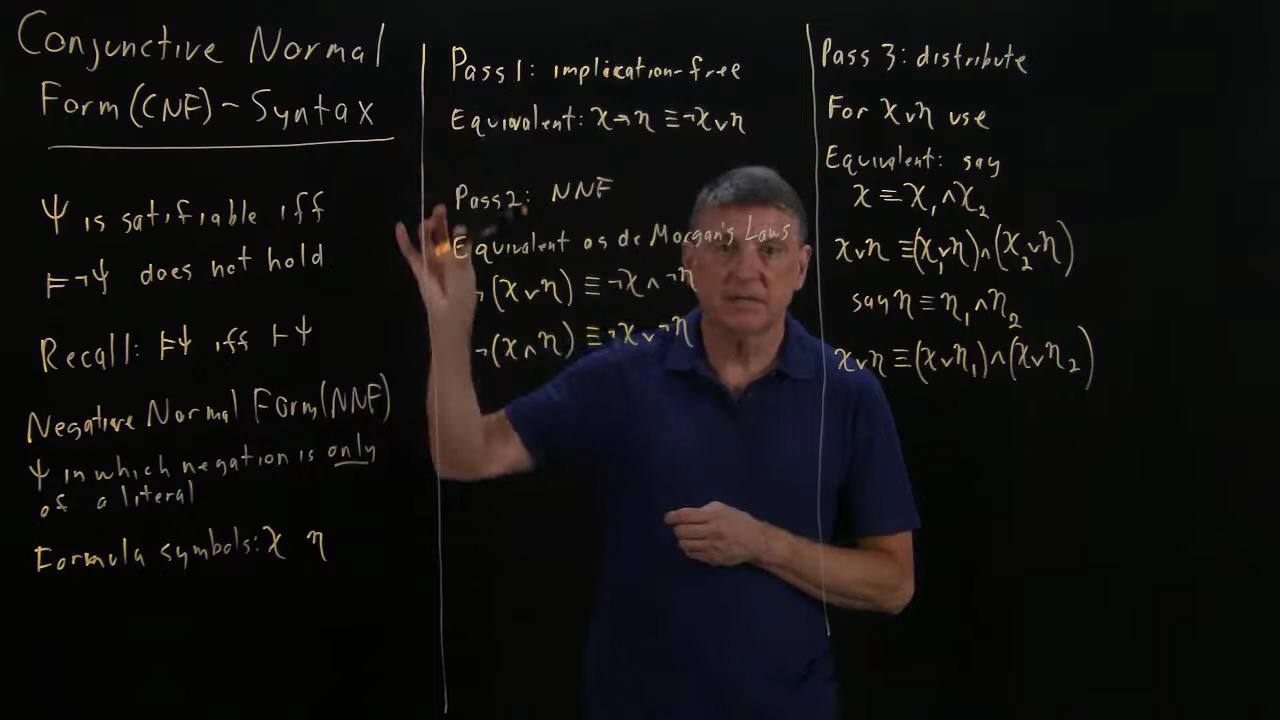 Conjunctive Normal
Form (CNF) - Syntax
Ψ is satisfiable iff
⊨¬Ψ does not hold
Recall: ⊨Ψ iff ⊢Ψ
Negative Normal Form (NNF)
Ψ in which negation is only
of a literal
Formula symbols: χ η
Pass 1: implication-free
Equivalent: χ→η ≡ ¬χ∨η
Pass 2: NNF
Equivalent as de Morgan's Laws
¬(χ∨η) ≡ ¬χ∧¬η
¬(χ∧η) ≡ ¬χ∨¬η
Pass 3: distribute
For χ∨η use
Equivalent: say
χ ≡ χ₁∧χ₂
χ∨η ≡ (χ₁∨η)∧(χ₂∨η)
say η ≡ η₁∧η₂
χ∨η ≡ (χ∨η₁)∧(χ∨η₂)